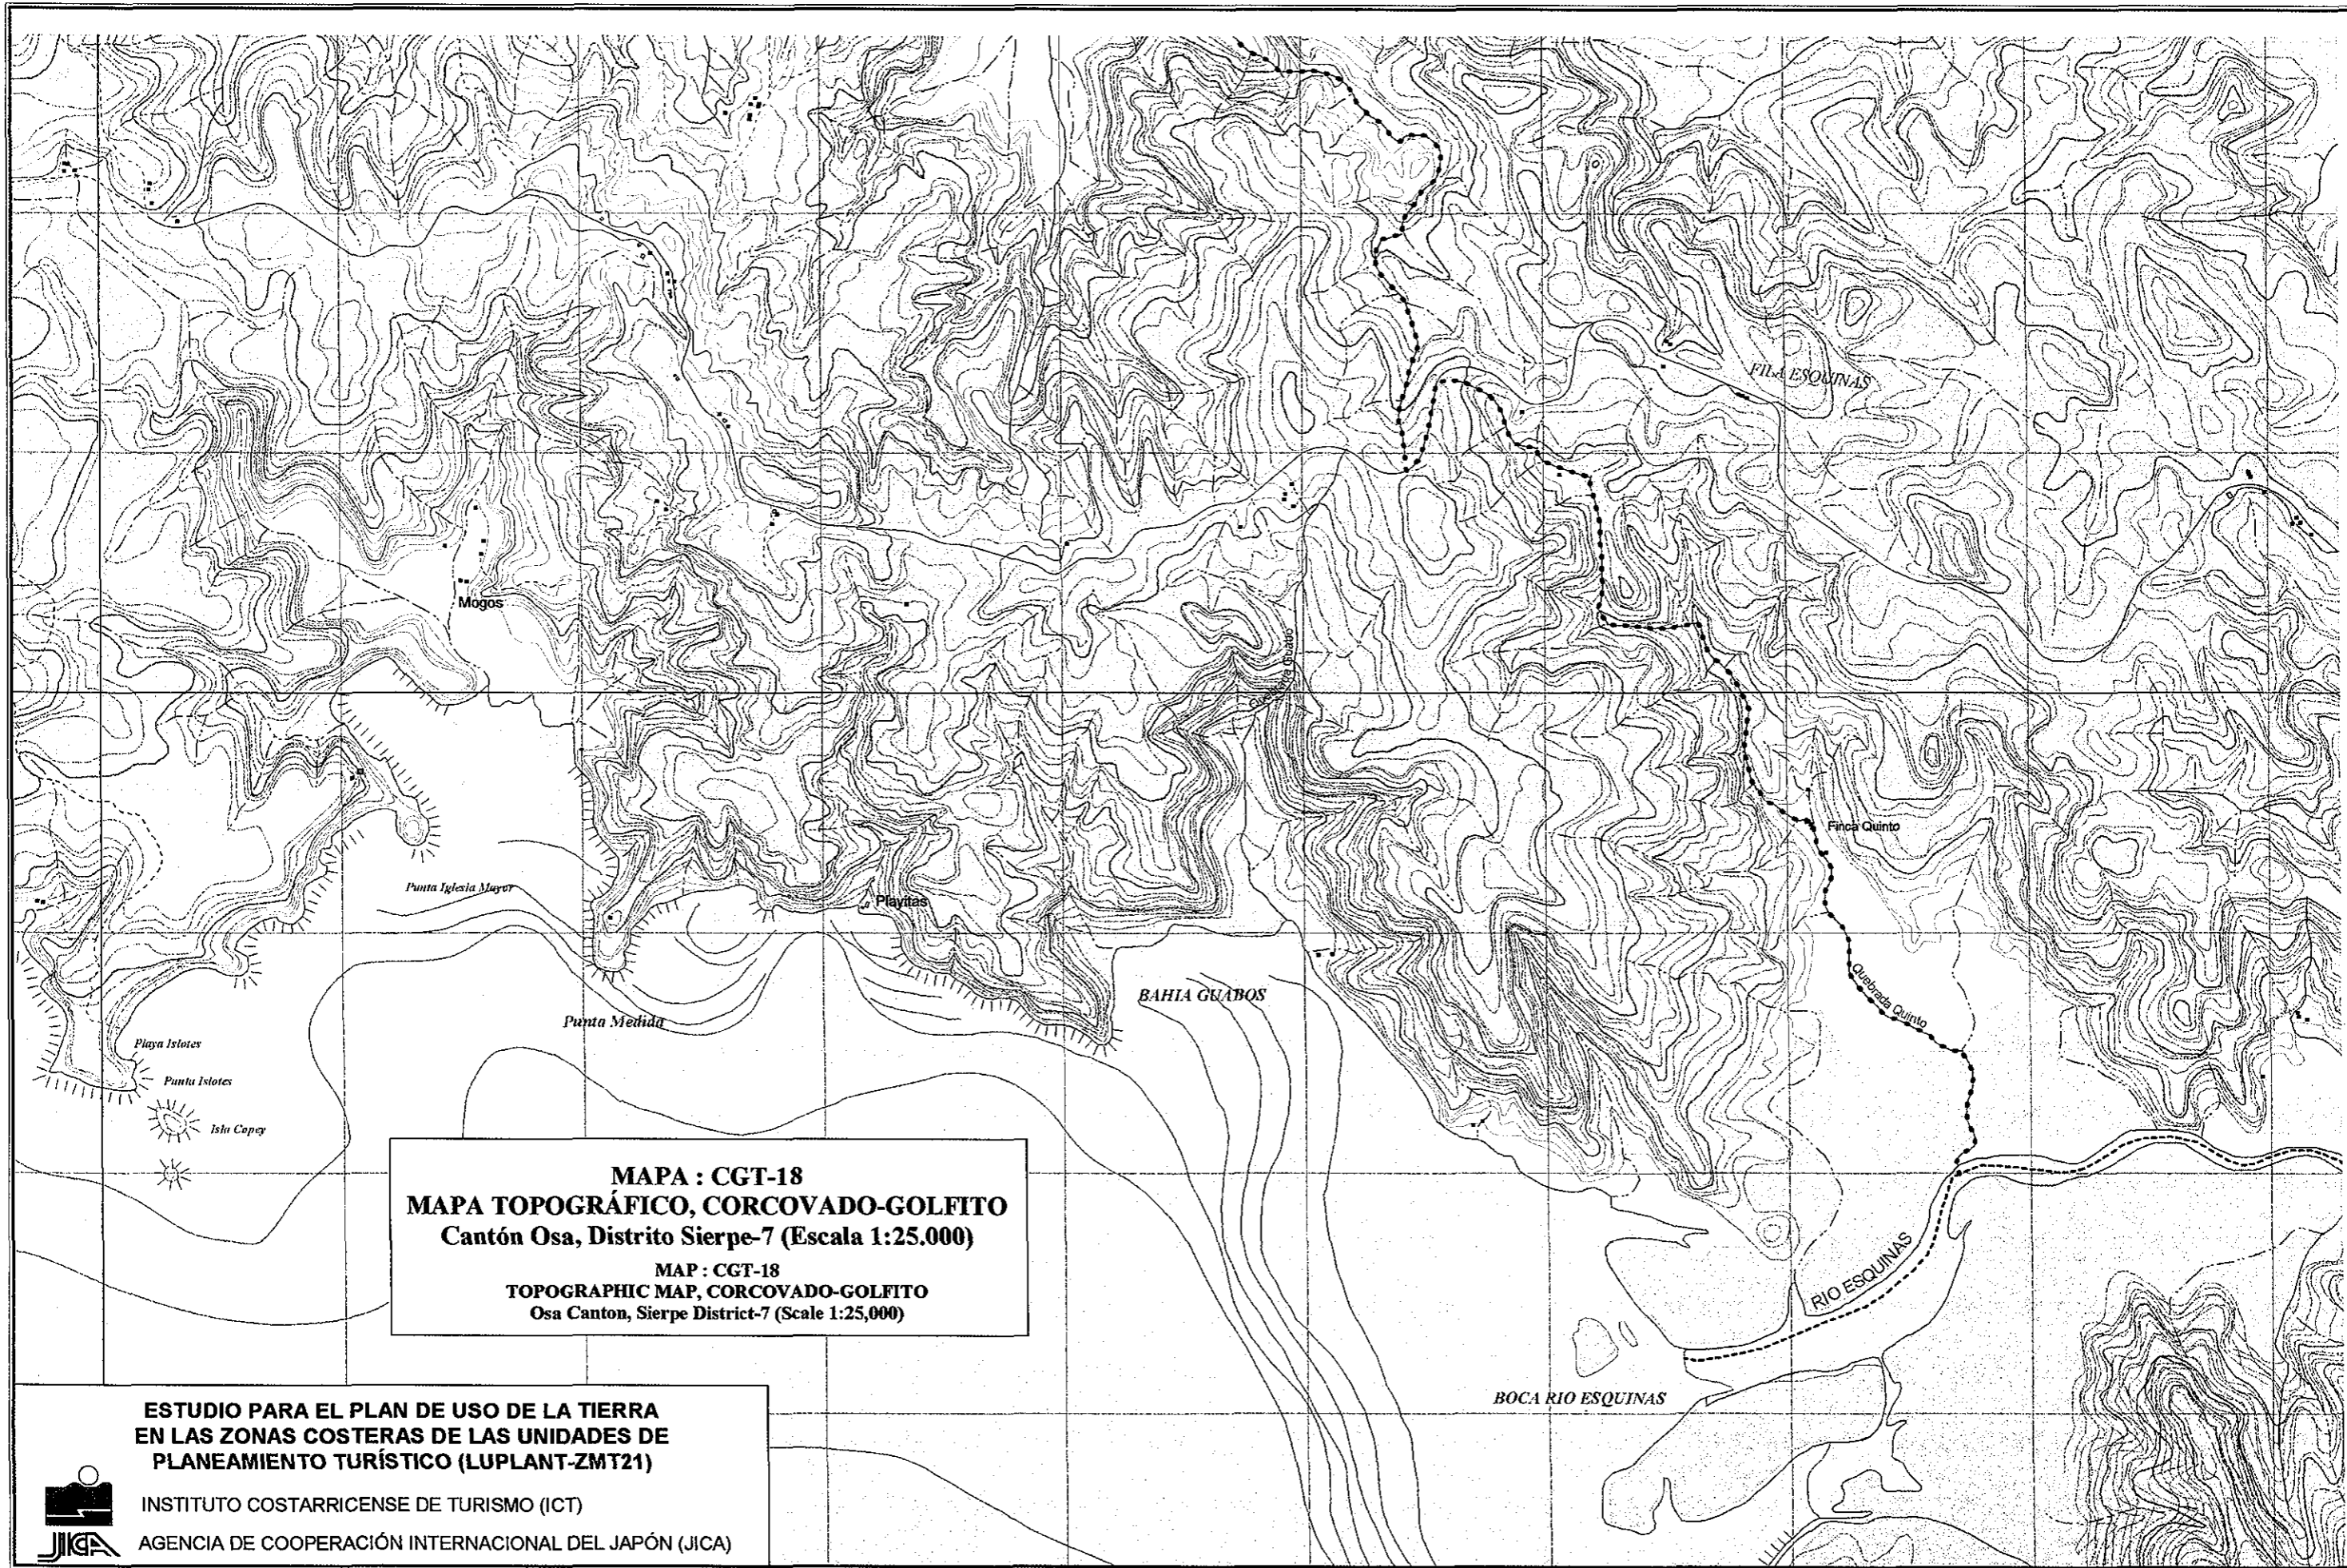 FILA ESQUINAS
Mogos
Quebrada Guabo
Finca Quinto
Punta Iglesia Mayor
Playitas
Quebrada Quinto
BAHIA GUABOS
Punta Medida
Playa Islotes
Punta Islotes
Isla Copey
MAPA : CGT-18
MAPA TOPOGRÁFICO, CORCOVADO-GOLFITO
Cantón Osa, Distrito Sierpe-7 (Escala 1:25.000)
MAP : CGT-18
TOPOGRAPHIC MAP, CORCOVADO-GOLFITO
Osa Canton, Sierpe District-7 (Scale 1:25,000)
RIO ESQUINAS
BOCA RIO ESQUINAS
ESTUDIO PARA EL PLAN DE USO DE LA TIERRA
EN LAS ZONAS COSTERAS DE LAS UNIDADES DE
PLANEAMIENTO TURÍSTICO (LUPLANT-ZMT21)
INSTITUTO COSTARRICENSE DE TURISMO (ICT)
JICA AGENCIA DE COOPERACIÓN INTERNACIONAL DEL JAPÓN (JICA)